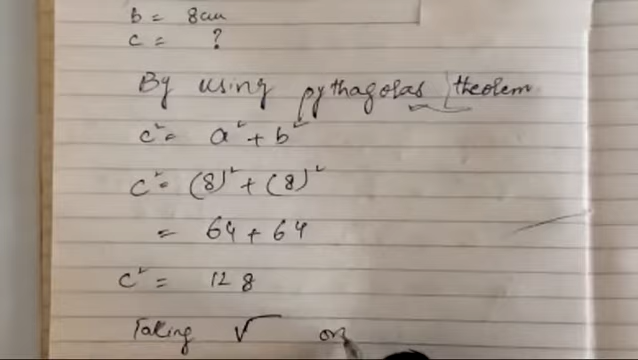 b = 8cm
c = ?
By using pythagoras theorem
c² = a² + b²
c² = (8)² + (8)²
= 64 + 64
c² = 128
Taking √ on